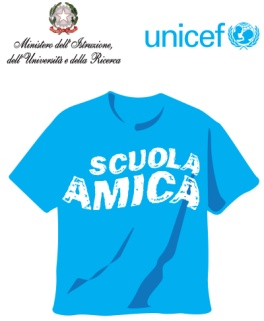 Ministero dell'Istruzione,
dell'Università e della Ricerca
unicef
SCUOLA
AMICA